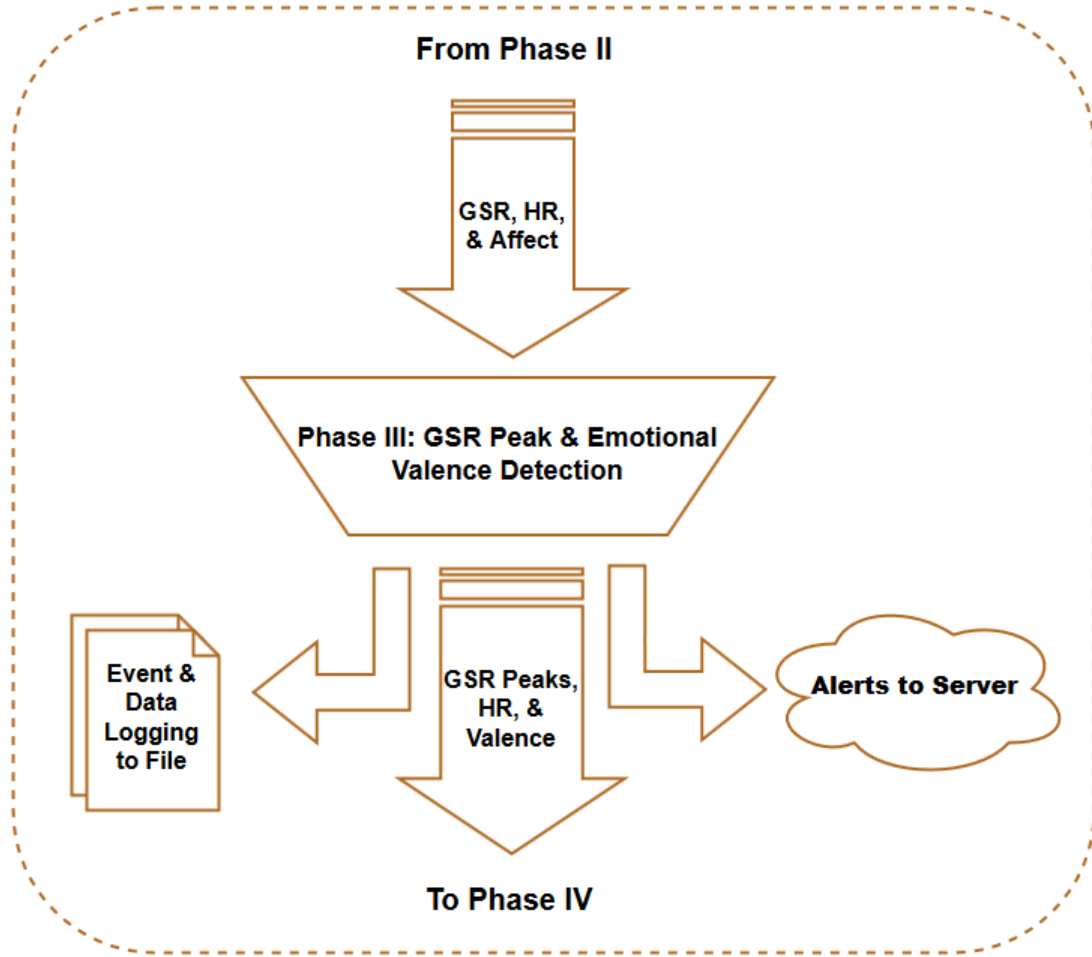 From Phase II
GSR, HR,
& Affect
Phase III: GSR Peak & Emotional
Valence Detection
Event &
Data
Logging
to File
GSR Peaks,
HR, &
Valence
Alerts to Server
To Phase IV